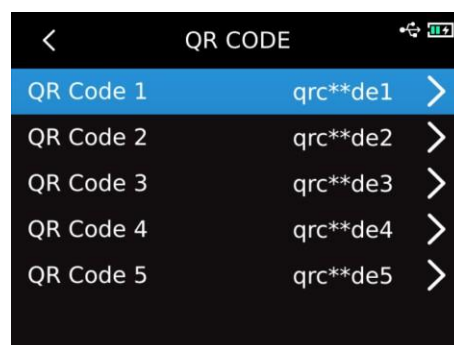 QR CODE
QR Code 1 qrc**de1
QR Code 2 qrc**de2
QR Code 3 qrc**de3
QR Code 4 qrc**de4
QR Code 5 qrc**de5